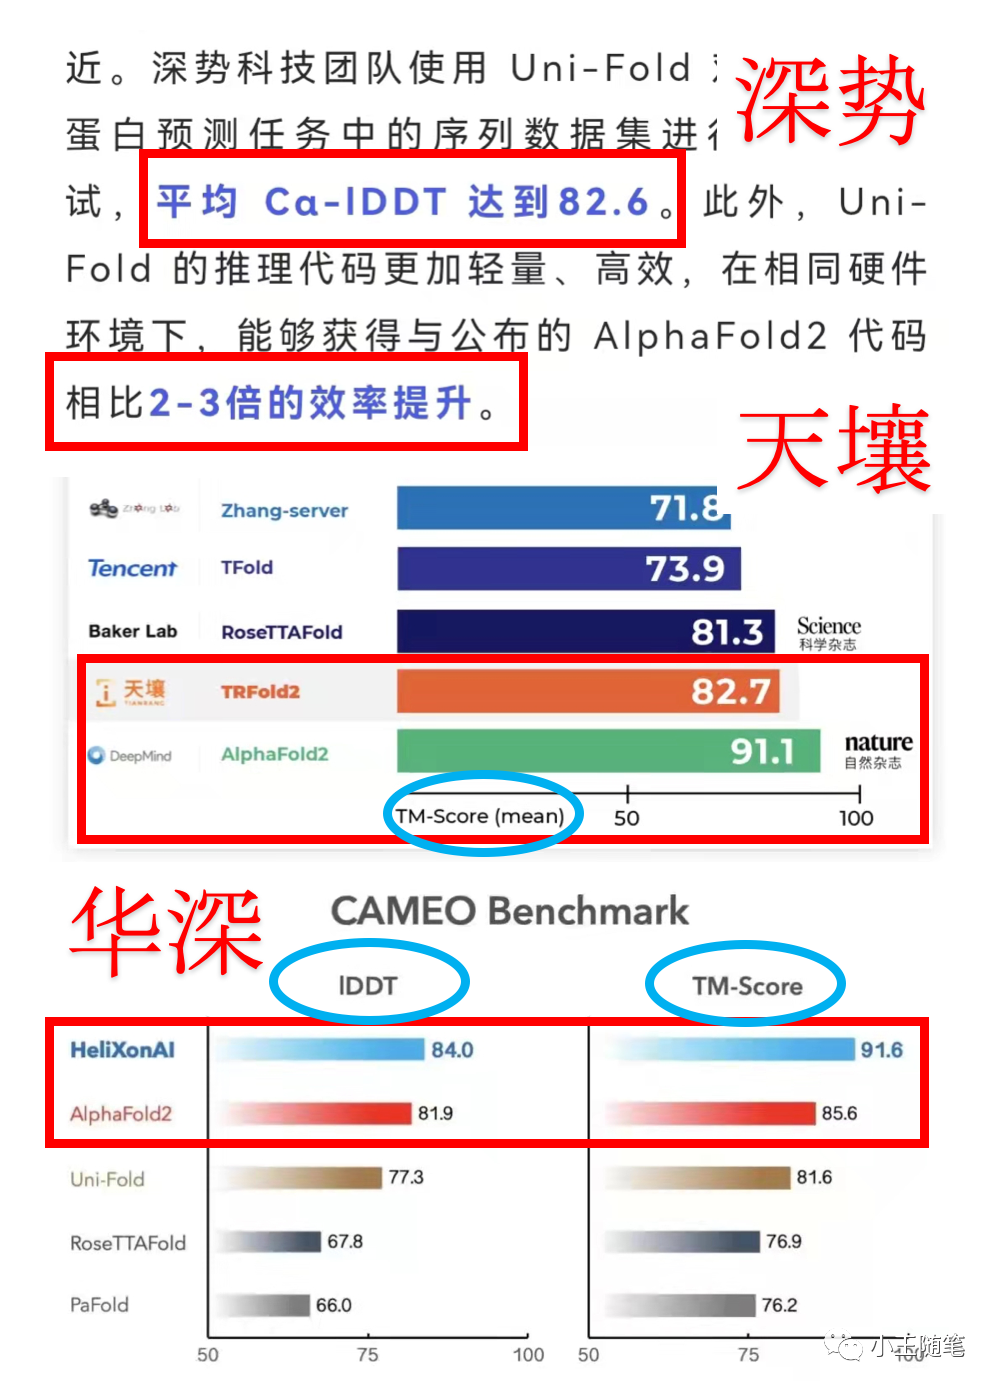 近。深势科技团队使用 Uni-Fold
深势
蛋白预测任务中的序列数据集进行
试，平均 Cα-lDDT 达到82.6。此外，Uni-
Fold 的推理代码更加轻量、高效，在相同硬件
环境下，能够获得与公布的 AlphaFold2 代码
相比2-3倍的效率提升。
天壤
Zhang Lab Zhang-server 71.8
Tencent TFold 73.9
Baker Lab RoseTTAFold 81.3 Science
科学杂志
天壤 TIANRANG TRFold2 82.7
DeepMind AlphaFold2 91.1 nature
自然杂志
TM-Score (mean) 50 100
华深
CAMEO Benchmark
lDDT TM-Score
HeliXonAI 84.0 91.6
AlphaFold2 81.9 85.6
Uni-Fold 77.3 81.6
RoseTTAFold 67.8 76.9
PaFold 66.0 76.2
50 75 100 50 75 100
小王随笔